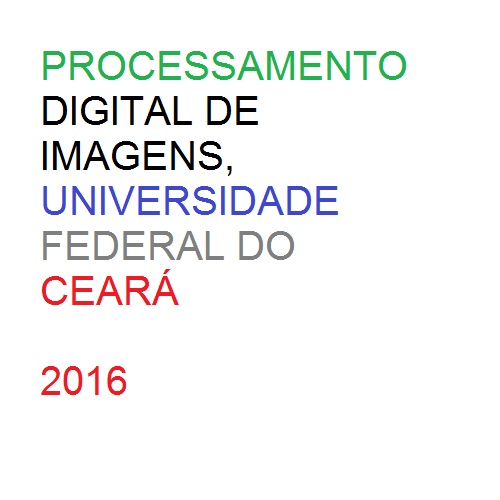 PROCESSAMENTO
DIGITAL DE
IMAGENS,
UNIVERSIDADE
FEDERAL DO
CEARÁ
2016